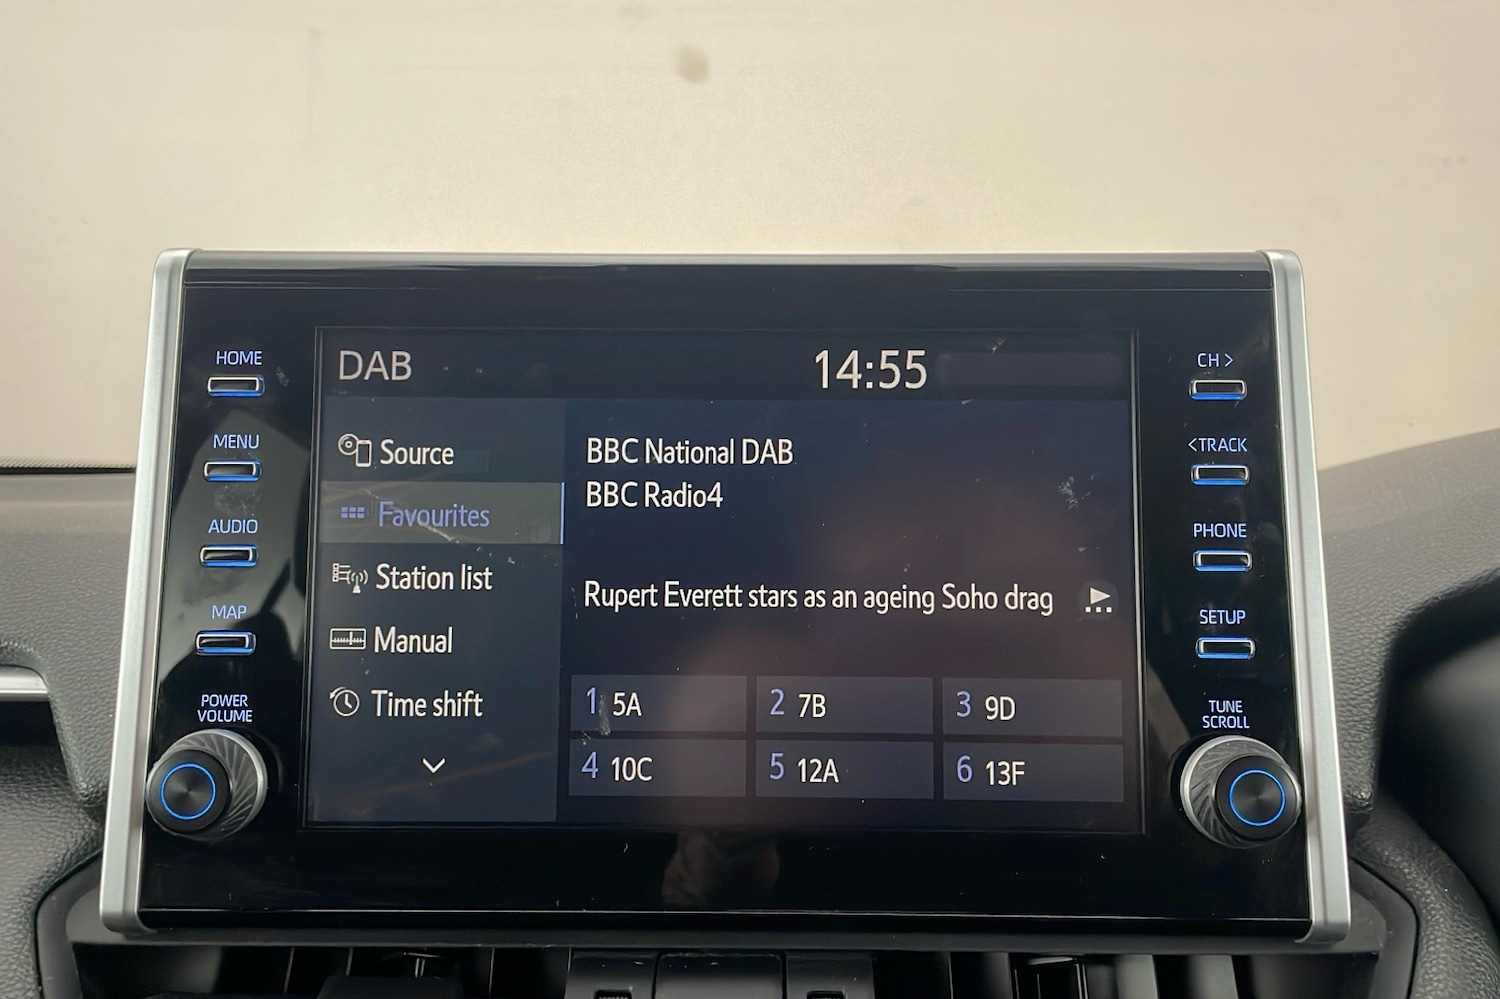 HOME
MENU
AUDIO
MAP
POWER
VOLUME
DAB
14:55
Source
Favourites
Station list
Manual
Time shift
BBC National DAB
BBC Radio4
Rupert Everett stars as an ageing Soho drag
1 5A
2 7B
3 9D
4 10C
5 12A
6 13F
CH >
< TRACK
PHONE
SETUP
TUNE
SCROLL